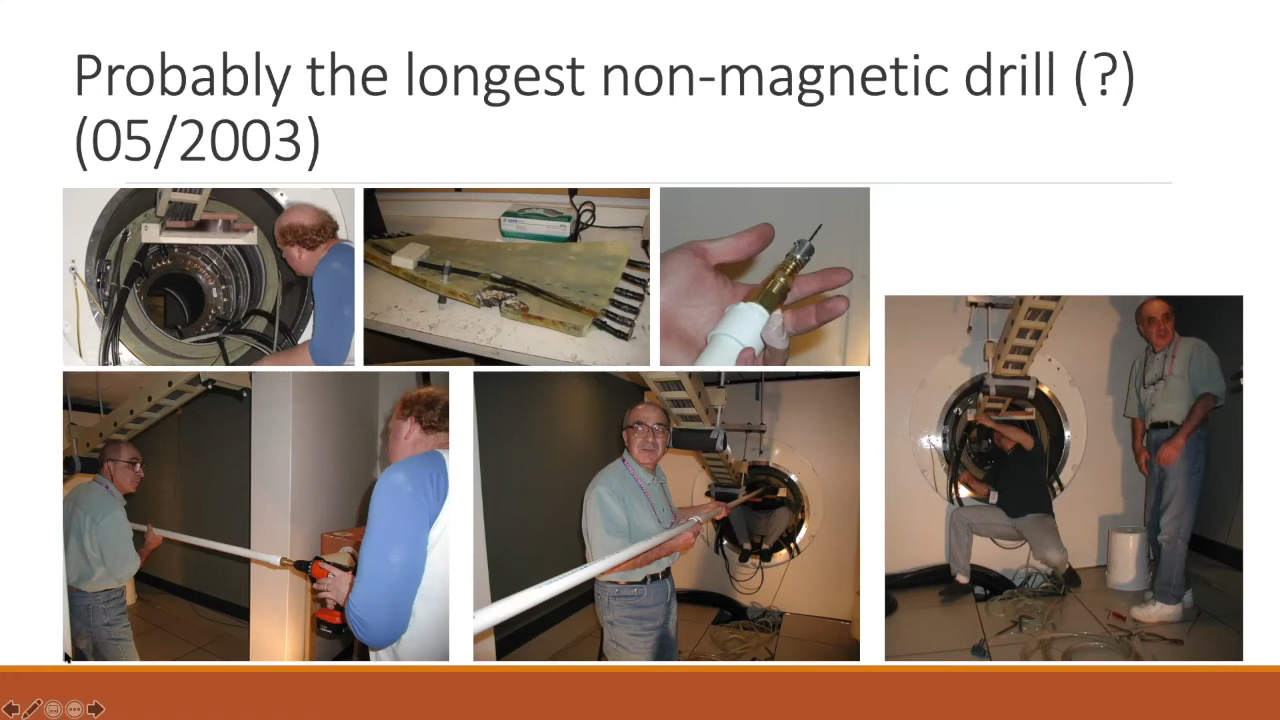 Probably the longest non-magnetic drill (?)
(05/2003)